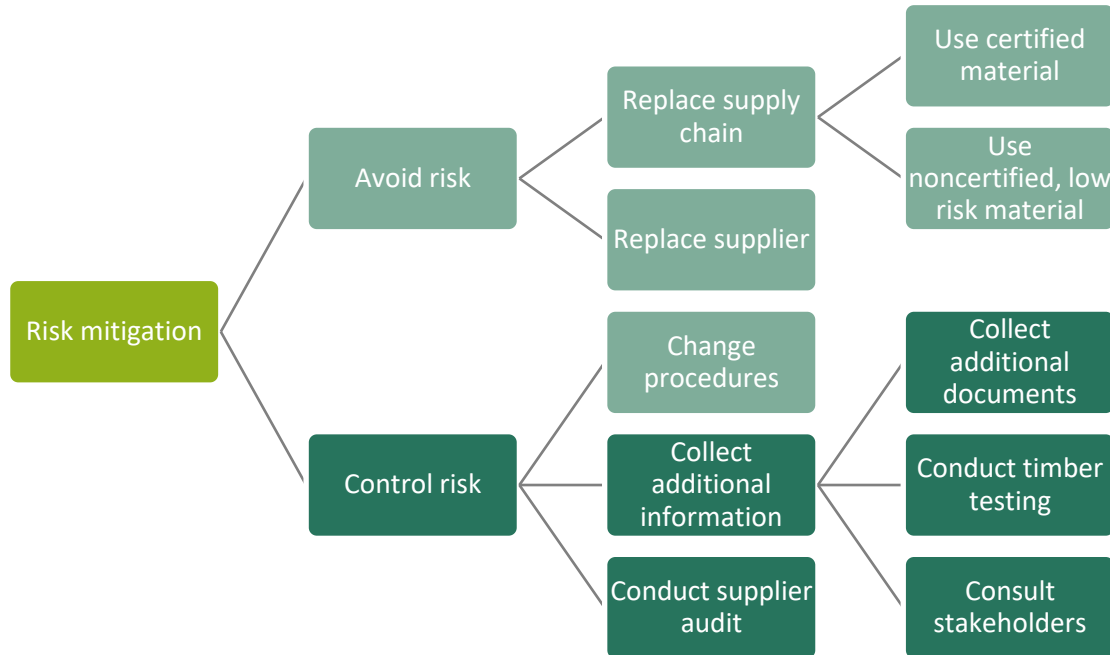 Risk mitigation
Avoid risk
Replace supply
chain
Use certified
material
Use
noncertified, low
risk material
Replace supplier
Control risk
Change
procedures
Collect
additional
information
Collect
additional
documents
Conduct timber
testing
Consult
stakeholders
Conduct supplier
audit